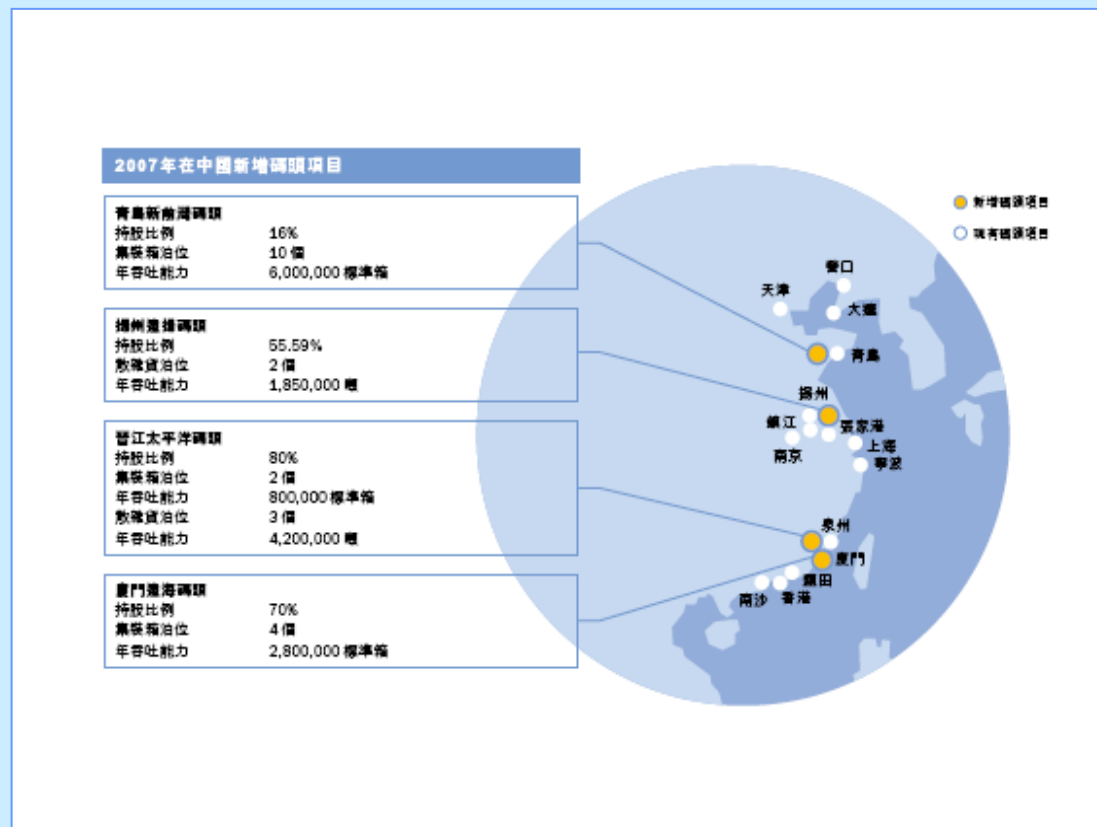 2007年在中國新增碼頭項目
青島新前灣碼頭
持股比例 16%
集裝箱泊位 10 個
年吞吐能力 6,000,000 標準箱
揚州遠揚碼頭
持股比例 55.59%
散雜貨泊位 2 個
年吞吐能力 1,850,000 噸
晉江太平洋碼頭
持股比例 80%
集裝箱泊位 2 個
年吞吐能力 800,000 標準箱
散雜貨泊位 3 個
年吞吐能力 4,200,000 噸
廈門遠海碼頭
持股比例 70%
集裝箱泊位 4 個
年吞吐能力 2,800,000 標準箱
新增碼頭項目
現有碼頭項目
營口
天津
大連
青島
揚州
鎮江
張家港
南京
上海
寧波
泉州
廈門
鹽田
南沙
香港